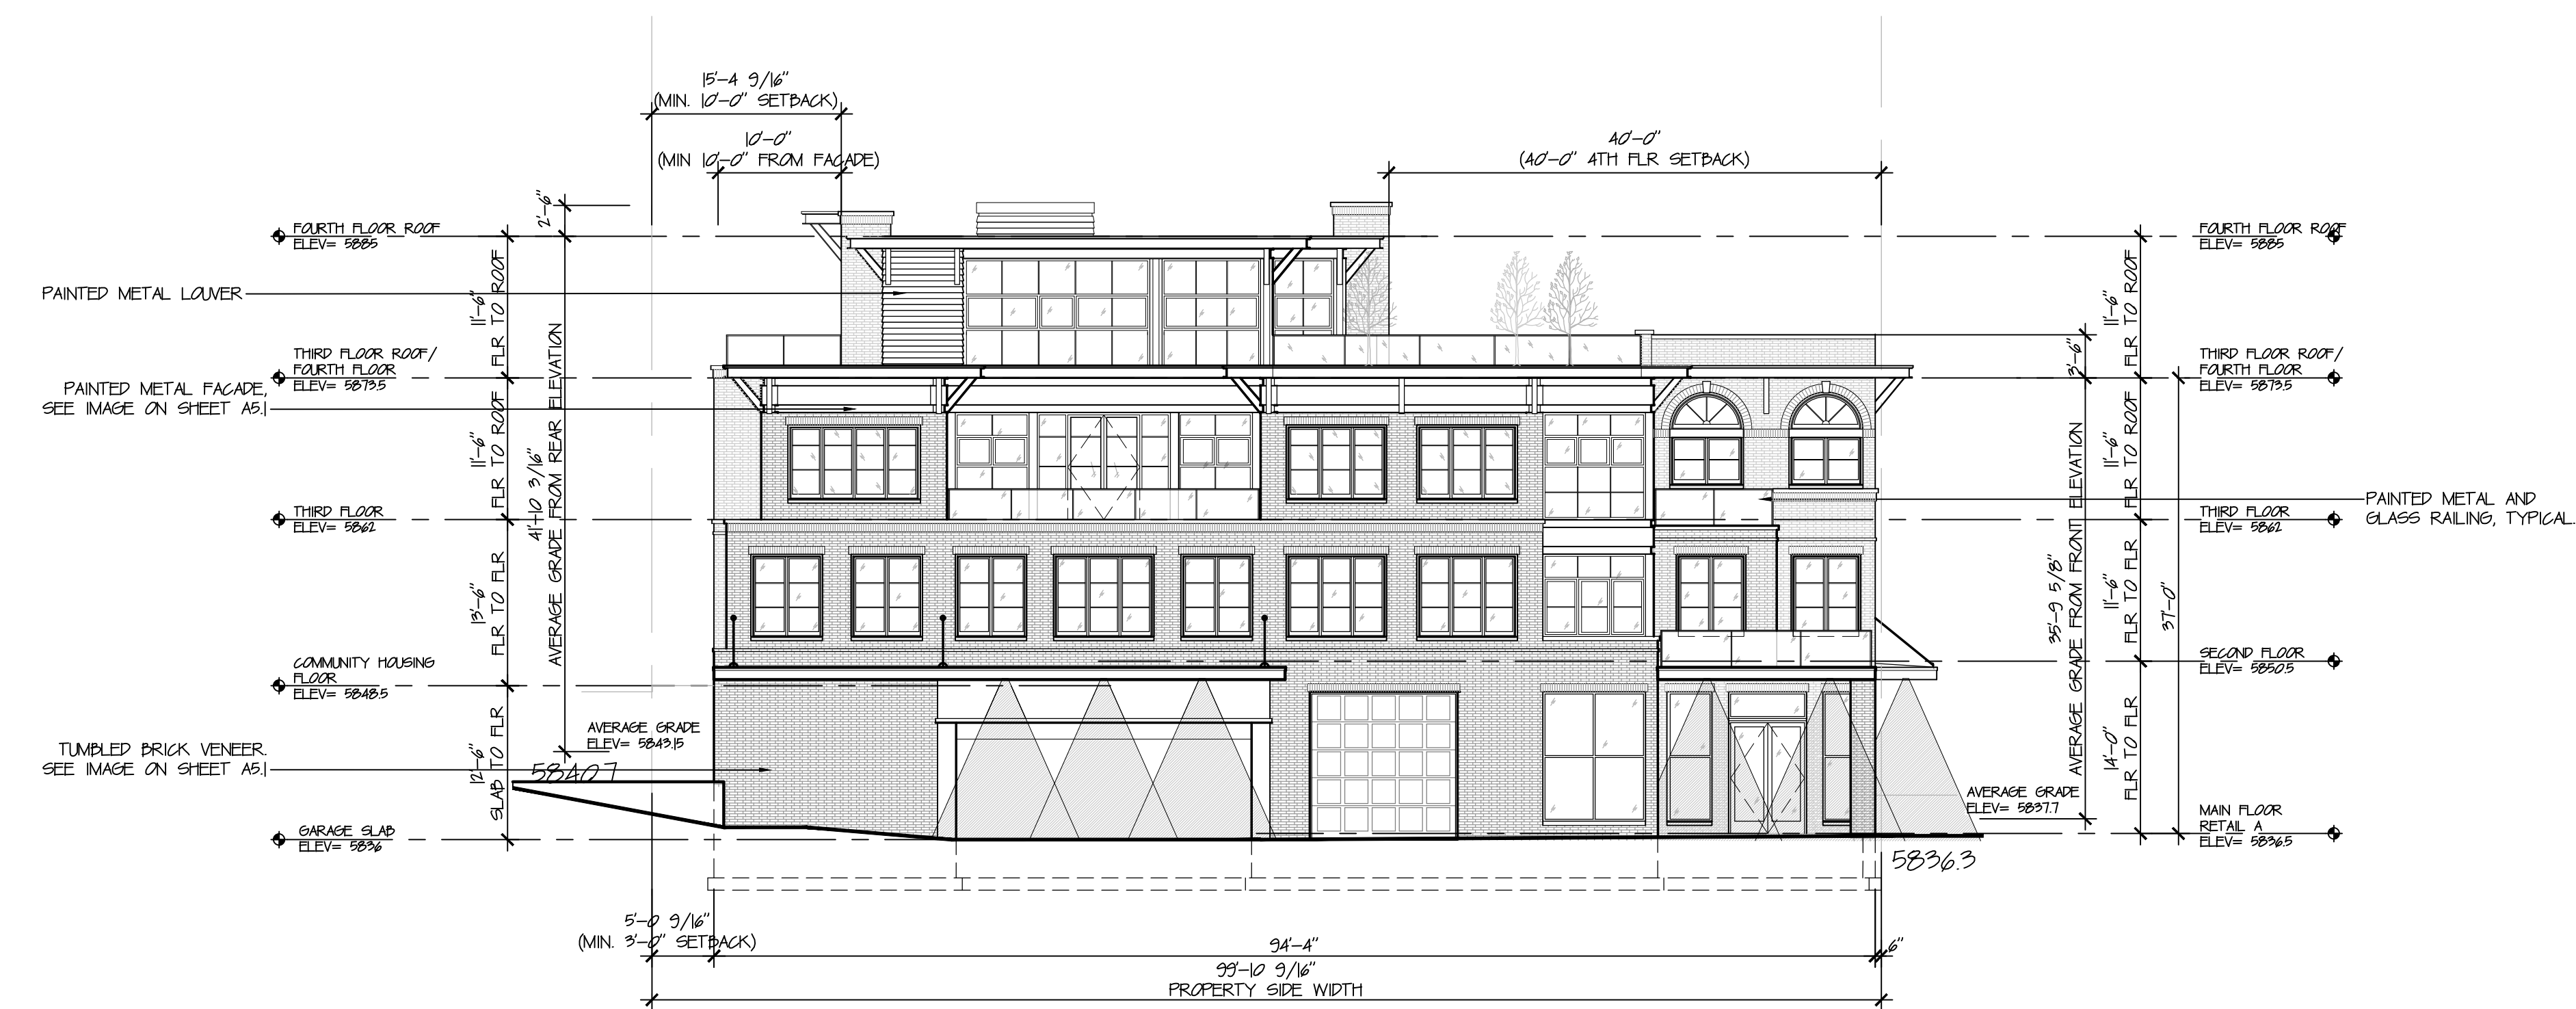 15'-4 9/16"
(MIN. 10'-0" SETBACK)
10'-0"
(MIN 10'-0" FROM FACADE)
40'-0"
(40'-0" 4TH FLR SETBACK)
2'-6"
FOURTH FLOOR ROOF
ELEV= 5885
FOURTH FLOOR ROOF
ELEV= 5885
PAINTED METAL LOUVER
11'-6"
FLR TO ROOF
11'-6"
FLR TO ROOF
THIRD FLOOR ROOF/
FOURTH FLOOR
ELEV= 5873.5
THIRD FLOOR ROOF/
FOURTH FLOOR
ELEV= 5873.5
3'-6"
PAINTED METAL FACADE,
SEE IMAGE ON SHEET A5.1
11'-6"
FLR TO ROOF
41'-10 3/16"
AVERAGE GRADE FROM REAR ELEVATION
11'-6"
FLR TO ROOF
PAINTED METAL AND
GLASS RAILING, TYPICAL.
THIRD FLOOR
ELEV= 5862
THIRD FLOOR
ELEV= 5862
13'-6"
FLR TO FLR
35'-9 5/8"
AVERAGE GRADE FROM FRONT ELEVATION
11'-6"
FLR TO FLR
37'-0"
COMMUNITY HOUSING
FLOOR
ELEV= 5848.5
SECOND FLOOR
ELEV= 5850.5
12'-6"
SLAB TO FLR
14'-0"
FLR TO FLR
AVERAGE GRADE
ELEV= 5843.15
TUMBLED BRICK VENEER.
SEE IMAGE ON SHEET A5.1
5840.7
AVERAGE GRADE
ELEV= 5837.7
GARAGE SLAB
ELEV= 5836
MAIN FLOOR
RETAIL A
ELEV= 5836.5
5836.3
5'-0 9/16"
(MIN. 3'-0" SETBACK)
94'-4"
6"
99'-10 9/16"
PROPERTY SIDE WIDTH